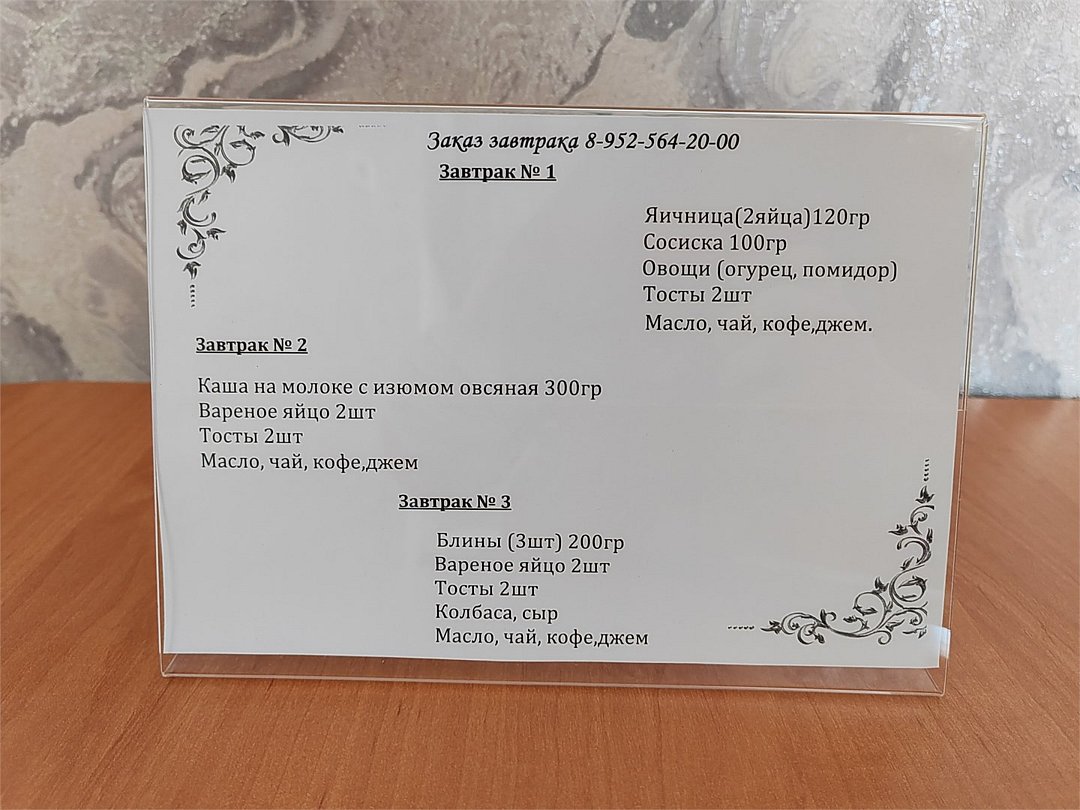 Заказ завтрака 8-952-564-20-00
Завтрак № 1
Яичница(2яйца)120гр
Сосиска 100гр
Овощи (огурец, помидор)
Тосты 2шт
Масло, чай, кофе,джем.
Завтрак № 2
Каша на молоке с изюмом овсяная 300гр
Вареное яйцо 2шт
Тосты 2шт
Масло, чай, кофе,джем
Завтрак № 3
Блины (3шт) 200гр
Вареное яйцо 2шт
Тосты 2шт
Колбаса, сыр
Масло, чай, кофе,джем